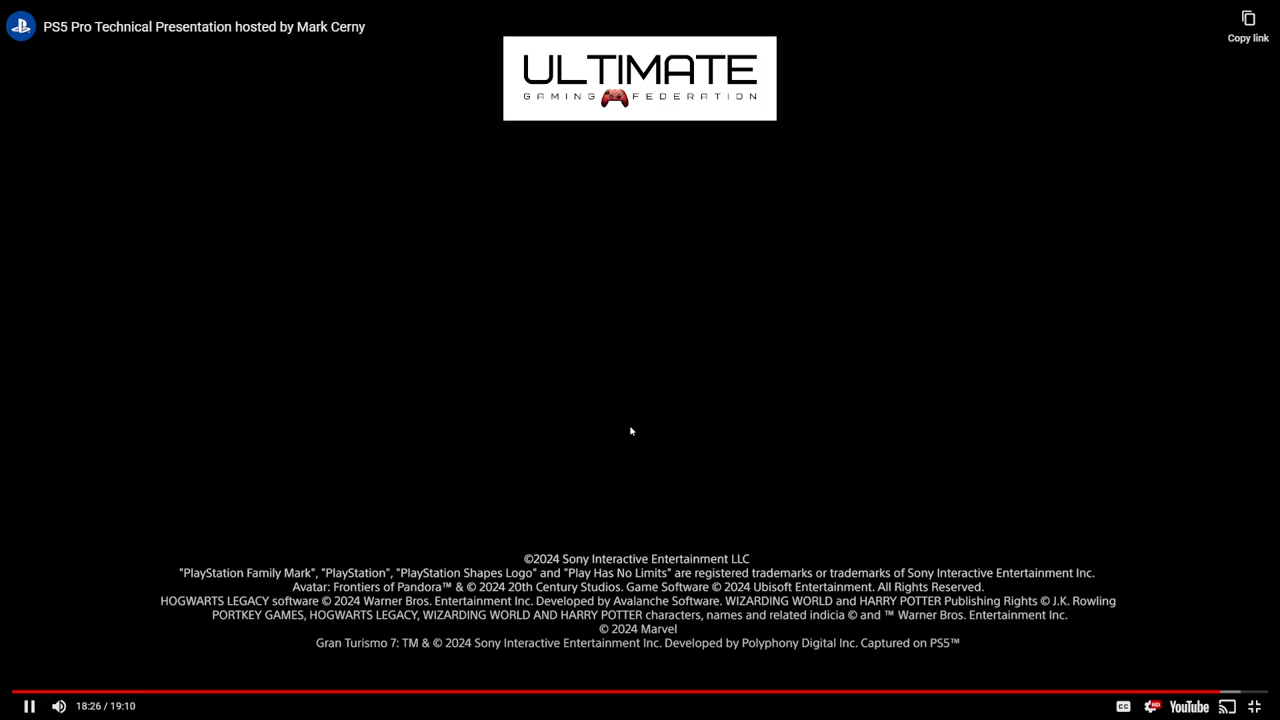 PS5 Pro Technical Presentation hosted by Mark Cerny
Copy link
ULTIMATE
GAMING FEDERATION
©2024 Sony Interactive Entertainment LLC
"PlayStation Family Mark", "PlayStation", "PlayStation Shapes Logo" and "Play Has No Limits" are registered trademarks or trademarks of Sony Interactive Entertainment Inc.
Avatar: Frontiers of Pandora™ & © 2024 20th Century Studios. Game Software © 2024 Ubisoft Entertainment. All Rights Reserved.
HOGWARTS LEGACY software © 2024 Warner Bros. Entertainment Inc. Developed by Avalanche Software. WIZARDING WORLD and HARRY POTTER Publishing Rights © J.K. Rowling
PORTKEY GAMES, HOGWARTS LEGACY, WIZARDING WORLD AND HARRY POTTER characters, names and related indicia © and ™ Warner Bros. Entertainment Inc.
© 2024 Marvel
Gran Turismo 7: TM & © 2024 Sony Interactive Entertainment Inc. Developed by Polyphony Digital Inc. Captured on PS5™
18:26 / 19:10
CC HD YouTube